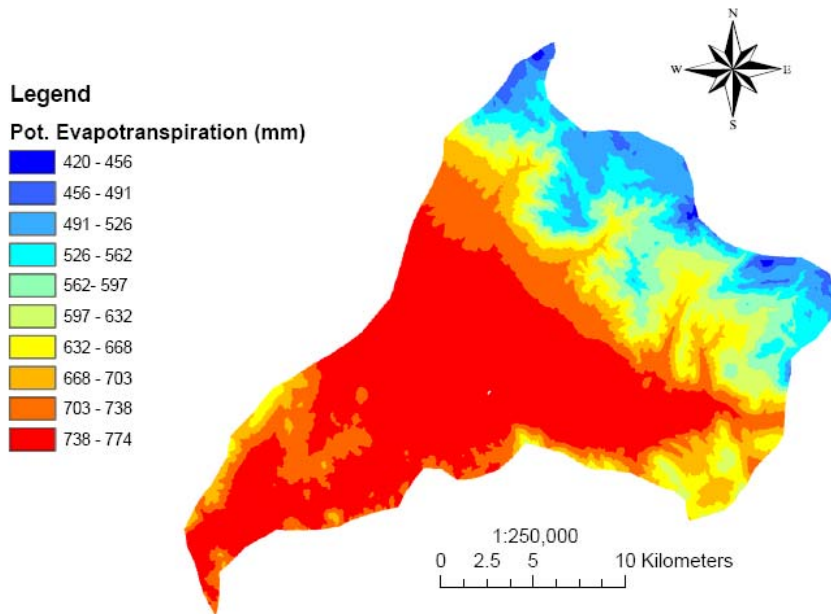 N
W E
S
Legend
Pot. Evapotranspiration (mm)
420 - 456
456 - 491
491 - 526
526 - 562
562- 597
597 - 632
632 - 668
668 - 703
703 - 738
738 - 774
1:250,000
0 2.5 5 10 Kilometers